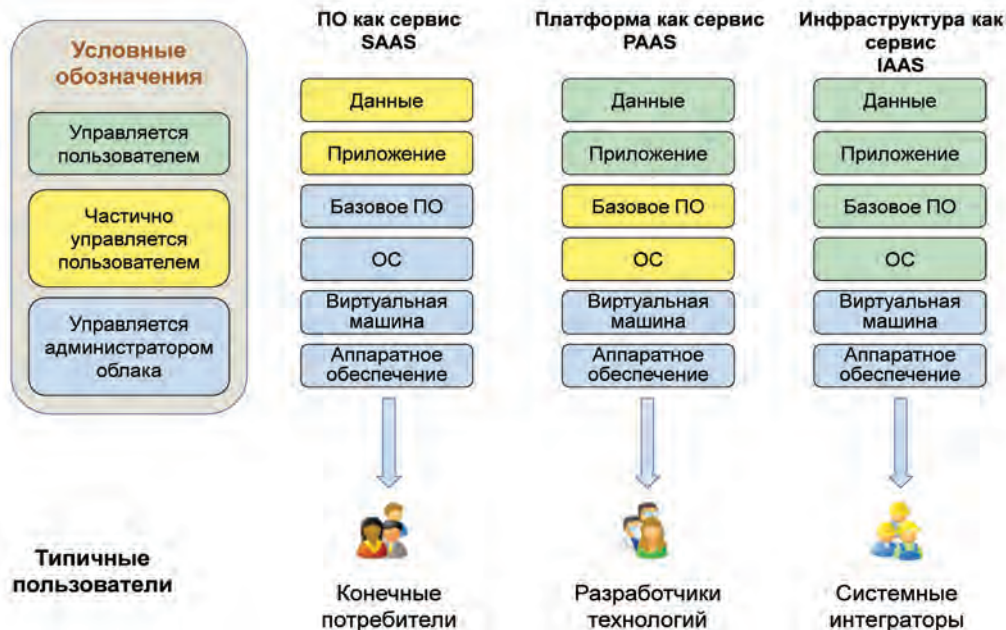 Условные
обозначения
Управляется
пользователем
Частично
управляется
пользователем
Управляется
администратором
облака
ПО как сервис
SAAS
Данные
Приложение
Базовое ПО
ОС
Виртуальная
машина
Аппаратное
обеспечение
Платформа как сервис
PAAS
Данные
Приложение
Базовое ПО
ОС
Виртуальная
машина
Аппаратное
обеспечение
Инфраструктура как
сервис
IAAS
Данные
Приложение
Базовое ПО
ОС
Виртуальная
машина
Аппаратное
обеспечение
Типичные
пользователи
Конечные
потребители
Разработчики
технологий
Системные
интеграторы